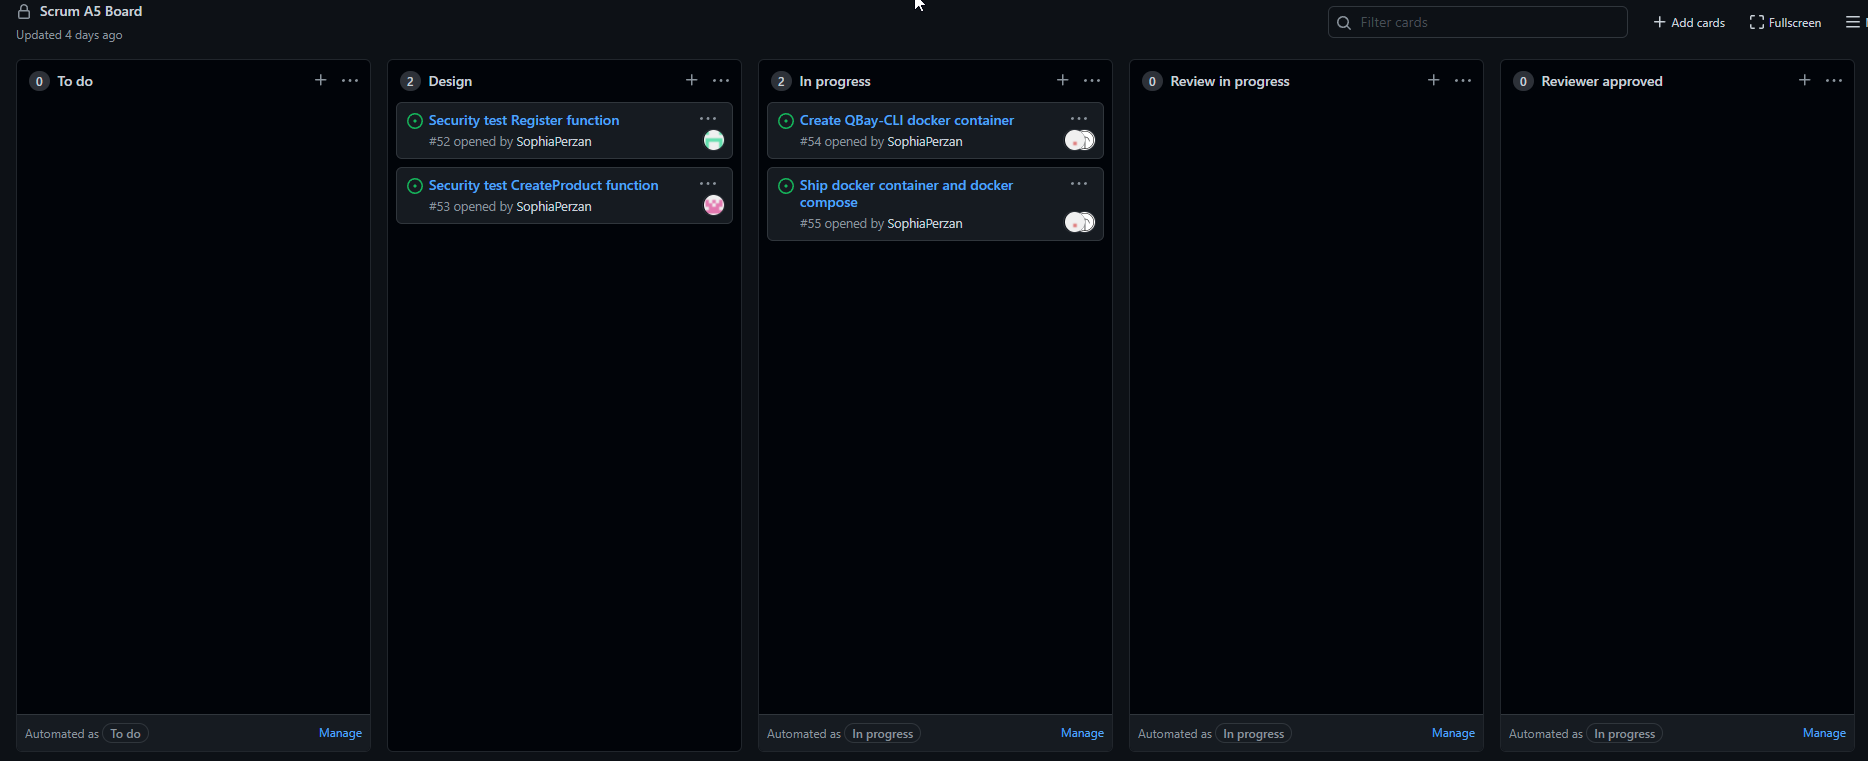 Scrum A5 Board
Updated 4 days ago
Filter cards
Add cards
Fullscreen
0 To do
2 Design
Security test Register function
#52 opened by SophiaPerzan
Security test CreateProduct function
#53 opened by SophiaPerzan
2 In progress
Create QBay-CLI docker container
#54 opened by SophiaPerzan
Ship docker container and docker
compose
#55 opened by SophiaPerzan
0 Review in progress
0 Reviewer approved
Automated as To do Manage
Automated as In progress Manage
Automated as In progress Manage
Automated as In progress Manage